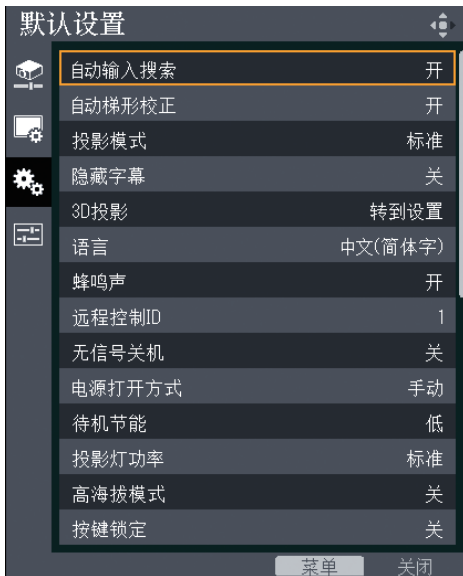 默认设置
自动输入搜索 开
自动梯形校正 开
投影模式 标准
隐藏字幕 关
3D投影 转到设置
语言 中文(简体字)
蜂鸣声 开
远程控制ID 1
无信号关机 关
电源打开方式 手动
待机节能 低
投影灯功率 标准
高海拔模式 关
按键锁定 关
菜单 关闭